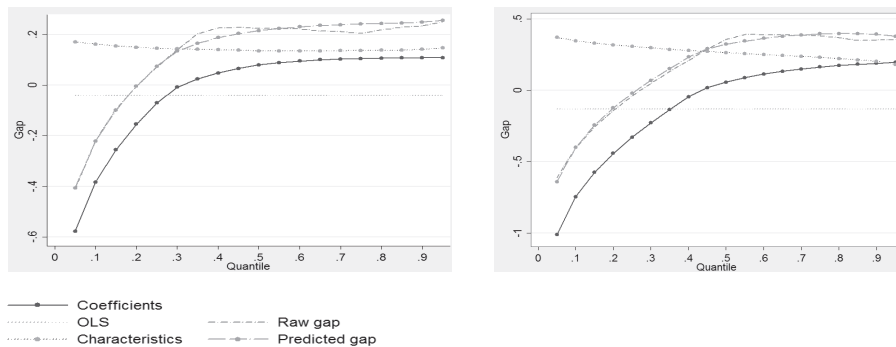 .2
0
-.2
-.4
-.6
Gap
0 .1 .2 .3 .4 .5 .6 .7 .8 .9
Quantile
.5
0
-.5
-1
Gap
0 .1 .2 .3 .4 .5 .6 .7 .8 .9
Quantile
Coefficients
OLS
Raw gap
Characteristics
Predicted gap